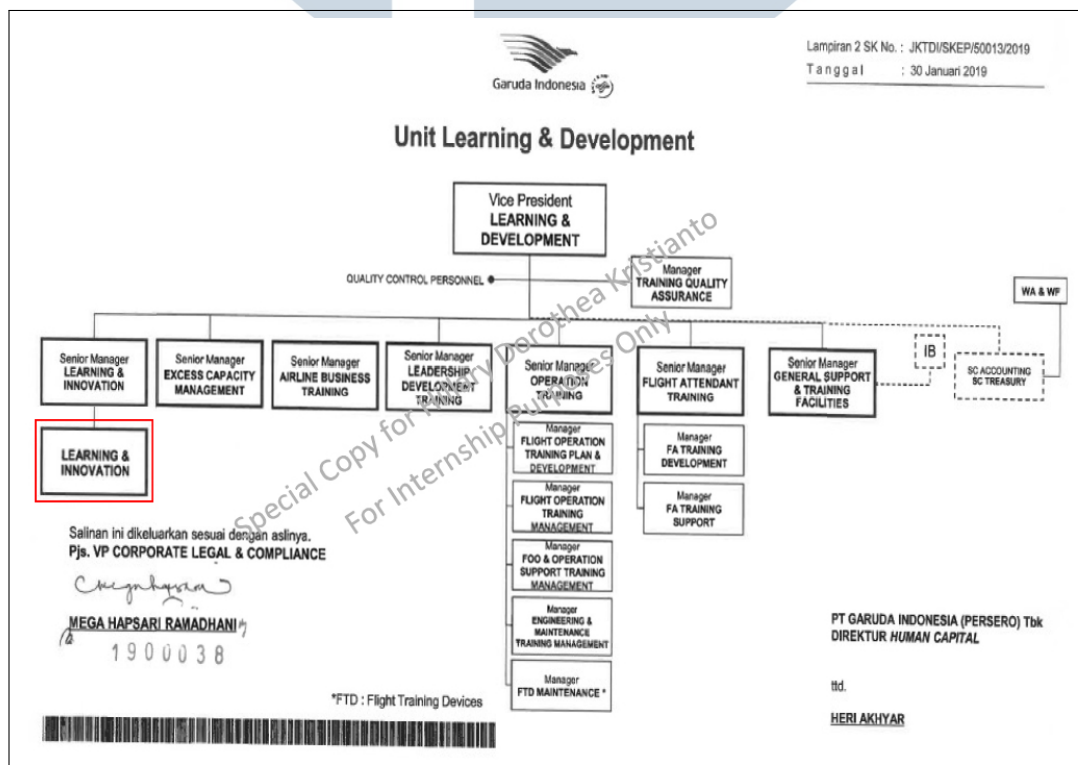 Garuda Indonesia
Lampiran 2 SK No. : JKTDI/SKEP/50013/2019
Tanggal : 30 Januari 2019
Unit Learning & Development
Vice President
LEARNING &
DEVELOPMENT
QUALITY CONTROL PERSONNEL
Manager
TRAINING QUALITY
ASSURANCE
WA & WF
Senior Manager
LEARNING &
INNOVATION
Senior Manager
EXCESS CAPACITY
MANAGEMENT
Senior Manager
AIRLINE BUSINESS
TRAINING
Senior Manager
LEADERSHIP
DEVELOPMENT
TRAINING
Senior Manager
OPERATION
TRAINING
Senior Manager
FLIGHT ATTENDANT
TRAINING
Senior Manager
GENERAL SUPPORT
& TRAINING
FACILITIES
IB
SC ACCOUNTING
SC TREASURY
LEARNING &
INNOVATION
Manager
FLIGHT OPERATION
TRAINING PLAN &
DEVELOPMENT
Manager
FLIGHT OPERATION
TRAINING
MANAGEMENT
Manager
FOO & OPERATION
SUPPORT TRAINING
MANAGEMENT
Manager
ENGINEERING &
MAINTENANCE
TRAINING MANAGEMENT
Manager
FTD MAINTENANCE *
Manager
FA TRAINING
DEVELOPMENT
Manager
FA TRAINING
SUPPORT
Special Copy for Dorothea Kristianto
For Internship Purposes Only
Salinan ini dikeluarkan sesuai dengan aslinya.
Pjs. VP CORPORATE LEGAL & COMPLIANCE
MEGA HAPSARI RAMADHANI
1900038
*FTD : Flight Training Devices
PT GARUDA INDONESIA (PERSERO) Tbk
DIREKTUR HUMAN CAPITAL
ttd.
HERI AKHYAR